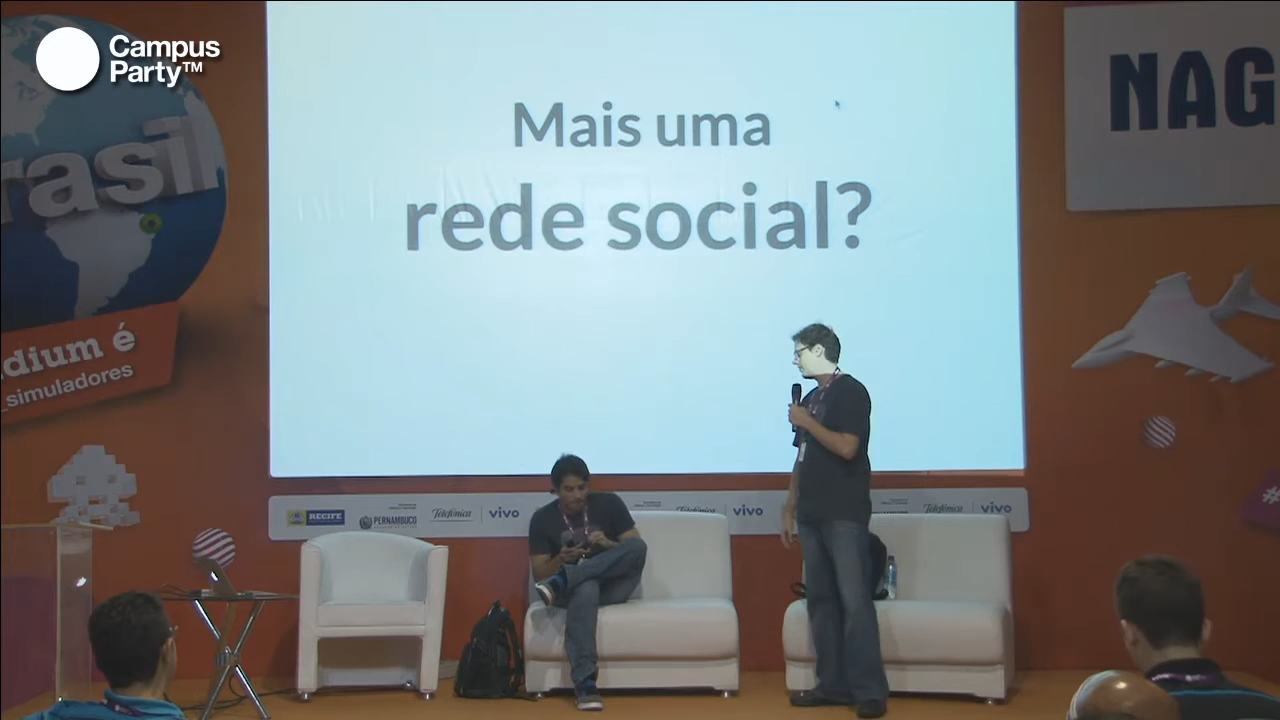 Campus
Party™
Mais uma
rede social?
NAG
rasil
dium é
_simuladores
RECIFE
PERNAMBUCO
Telefónica
vivo
Telefónica
vivo
Telefónica
vivo